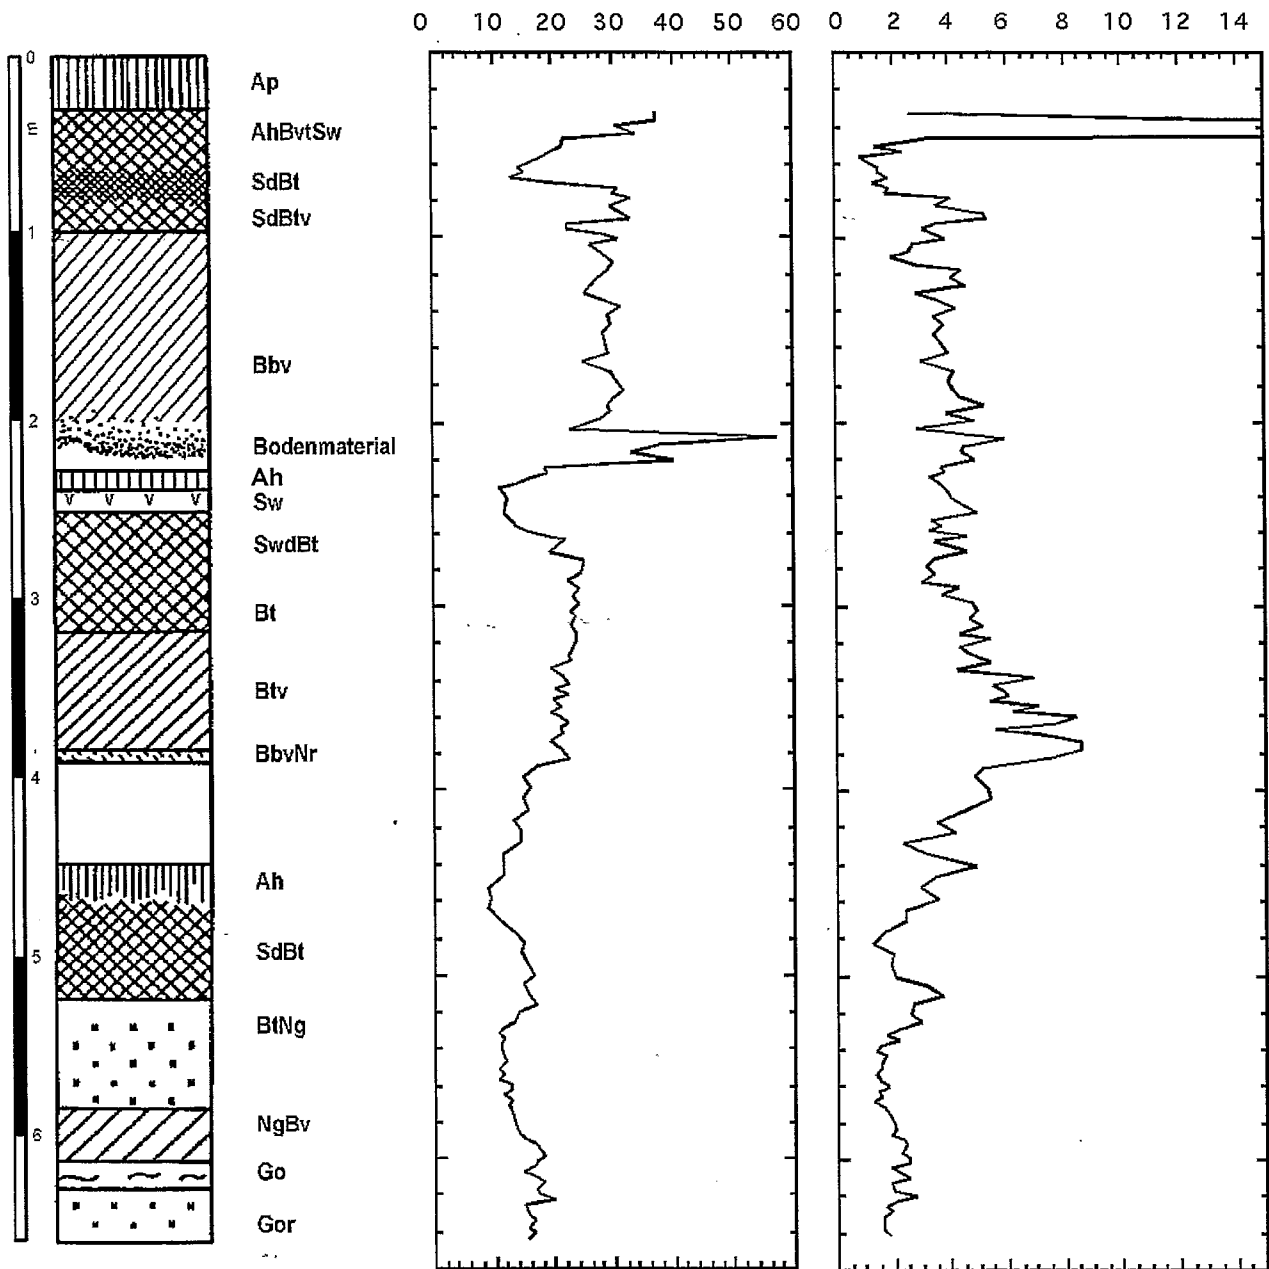 0 10 20 30 40 50 60
0 2 4 6 8 10 12 14
0
m
Ap
AhBvtSw
SdBt
SdBtv
1
Bbv
2
Bodenmaterial
Ah
Sw
SwdBt
3
Bt
Btv
BbvNr
4
Ah
SdBt
5
BtNg
NgBv
6
Go
Gor